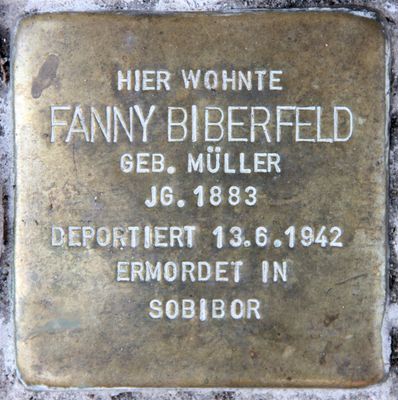 HIER WOHNTE
FANNY BIBERFELD
GEB. MÜLLER
JG. 1883
DEPORTIERT 13.6.1942
ERMORDET IN
SOBIBOR